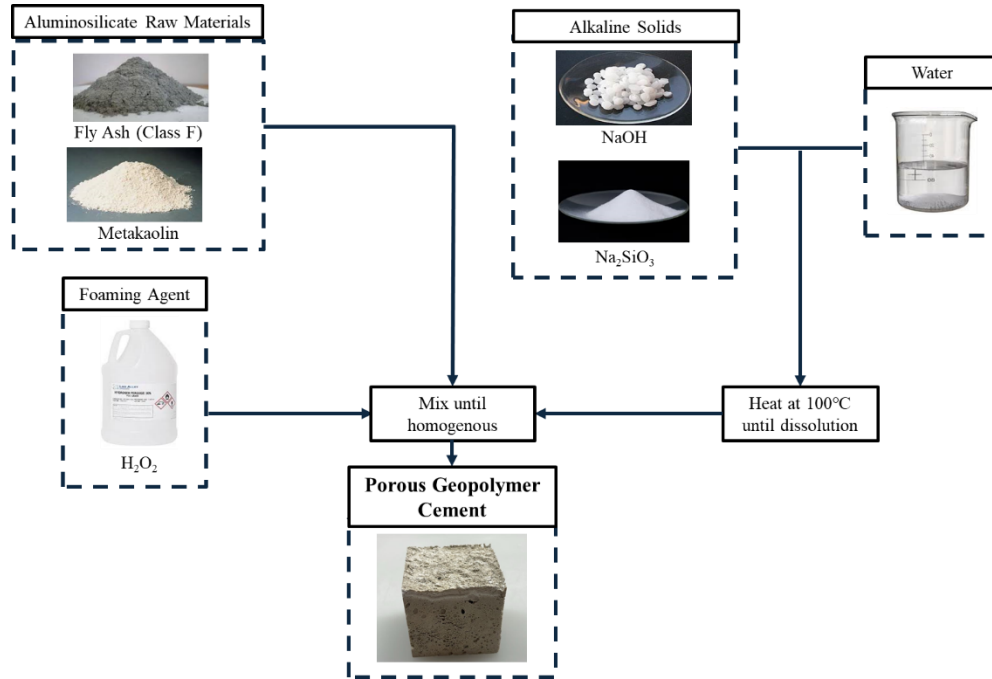 Aluminosilicate Raw Materials
Fly Ash (Class F)
Metakaolin
Alkaline Solids
NaOH
Na₂SiO₃
Water
Foaming Agent
H₂O₂
Mix until
homogenous
Heat at 100°C
until dissolution
Porous Geopolymer
Cement